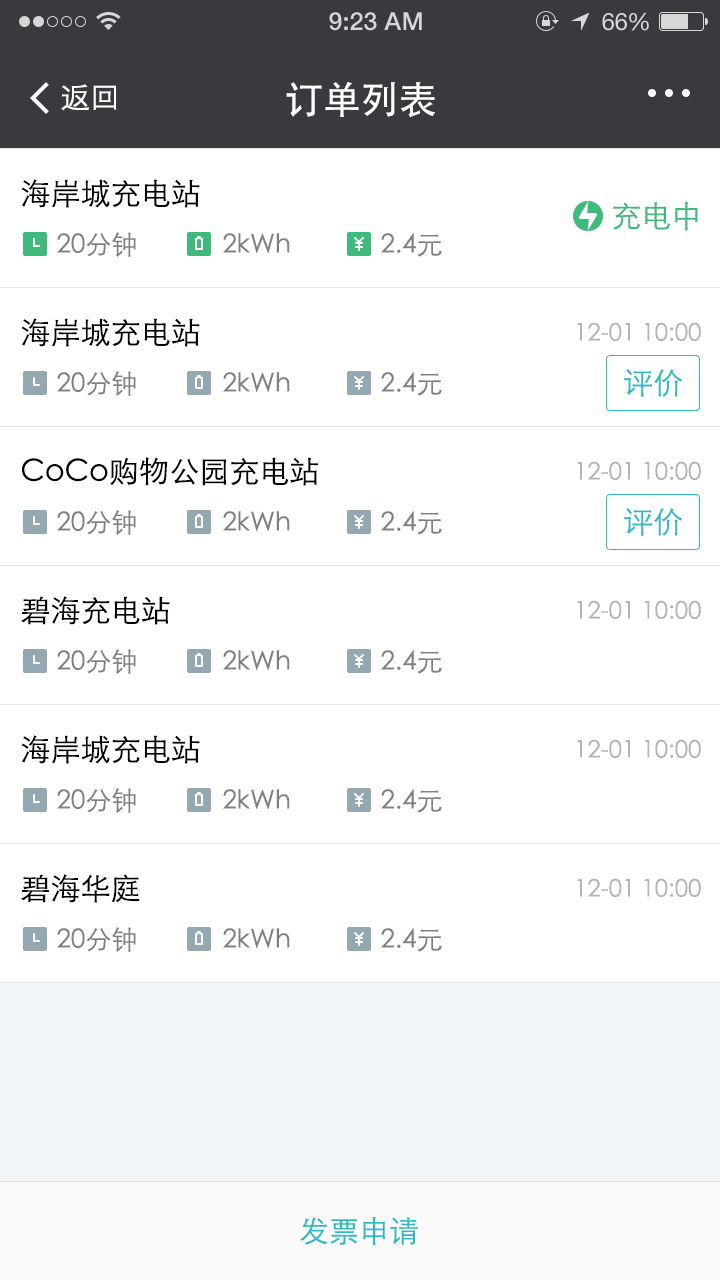 9:23 AM 66%
返回 订单列表
海岸城充电站
20分钟 2kWh ¥ 2.4元 充电中
海岸城充电站 12-01 10:00
20分钟 2kWh ¥ 2.4元 评价
CoCo购物公园充电站 12-01 10:00
20分钟 2kWh ¥ 2.4元 评价
碧海充电站 12-01 10:00
20分钟 2kWh ¥ 2.4元
海岸城充电站 12-01 10:00
20分钟 2kWh ¥ 2.4元
碧海华庭 12-01 10:00
20分钟 2kWh ¥ 2.4元
发票申请